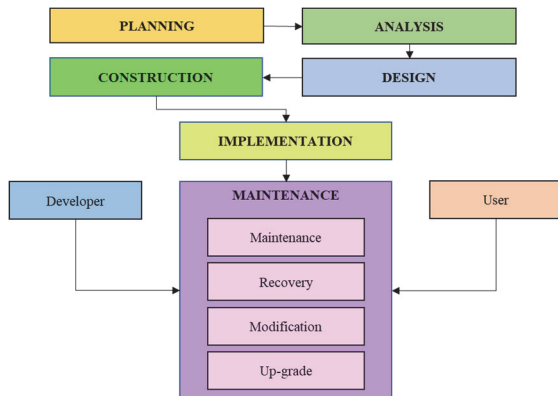 PLANNING
ANALYSIS
CONSTRUCTION
DESIGN
IMPLEMENTATION
Developer
MAINTENANCE
User
Maintenance
Recovery
Modification
Up-grade